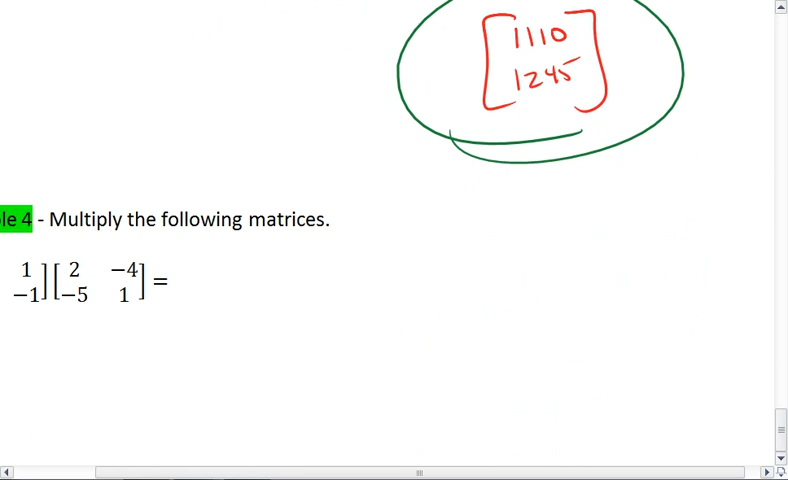 1110
1245
le 4 - Multiply the following matrices.
1] [2 −4] =
−1] [−5 1]